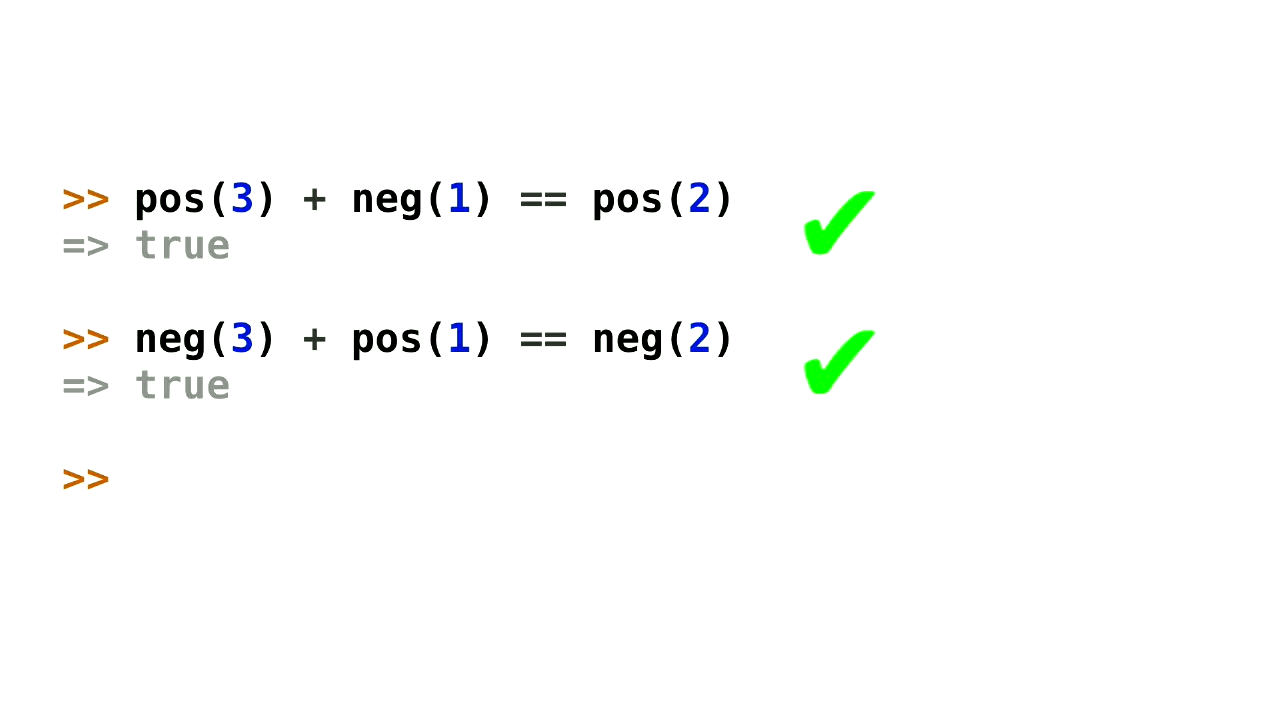 >> pos(3) + neg(1) == pos(2)
=> true
>> neg(3) + pos(1) == neg(2)
=> true
>>